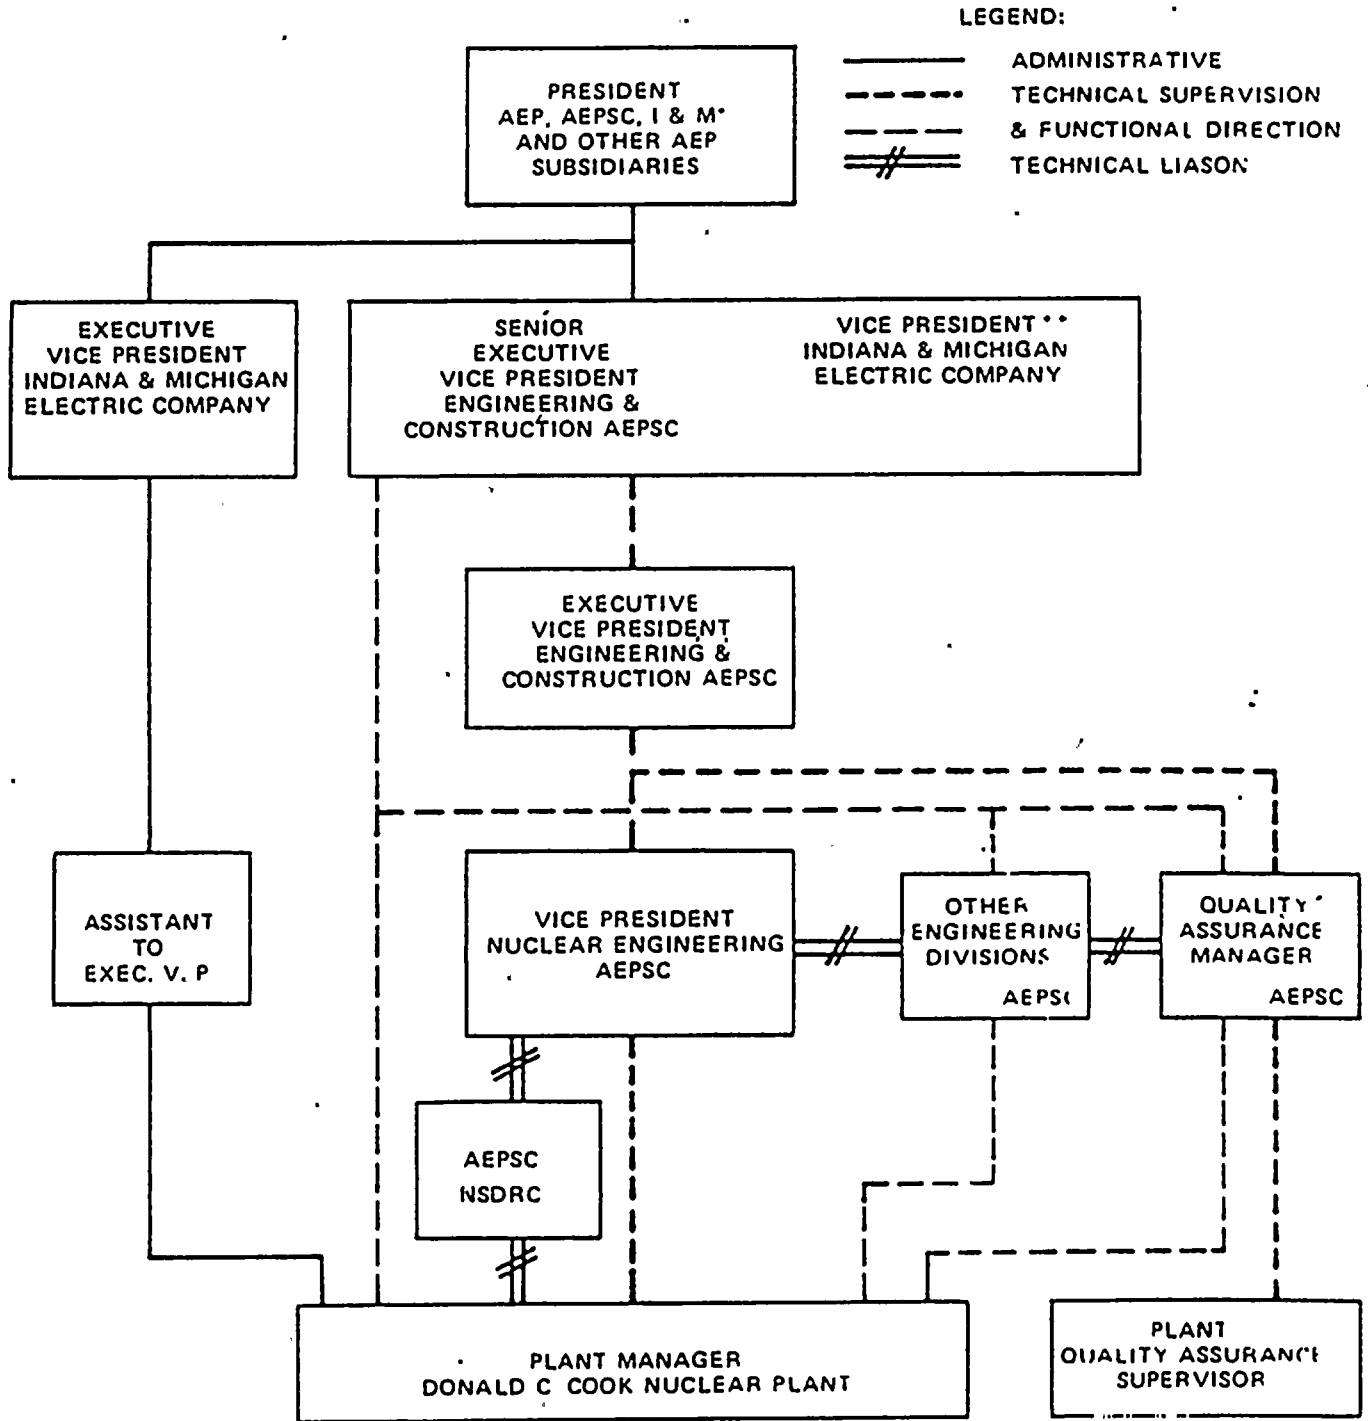 LEGEND:
ADMINISTRATIVE
TECHNICAL SUPERVISION
& FUNCTIONAL DIRECTION
TECHNICAL LIASON
PRESIDENT
AEP, AEPSC, I & M*
AND OTHER AEP
SUBSIDIARIES
EXECUTIVE
VICE PRESIDENT
INDIANA & MICHIGAN
ELECTRIC COMPANY
SENIOR
EXECUTIVE
VICE PRESIDENT
ENGINEERING &
CONSTRUCTION AEPSC
VICE PRESIDENT **
INDIANA & MICHIGAN
ELECTRIC COMPANY
EXECUTIVE
VICE PRESIDENT
ENGINEERING &
CONSTRUCTION AEPSC
ASSISTANT
TO
EXEC. V. P
VICE PRESIDENT
NUCLEAR ENGINEERING
AEPSC
OTHER
ENGINEERING
DIVISIONS
AEPSC
QUALITY
ASSURANCE
MANAGER
AEPSC
AEPSC
NSDRC
PLANT MANAGER
DONALD C COOK NUCLEAR PLANT
PLANT
QUALITY ASSURANCE
SUPERVISOR